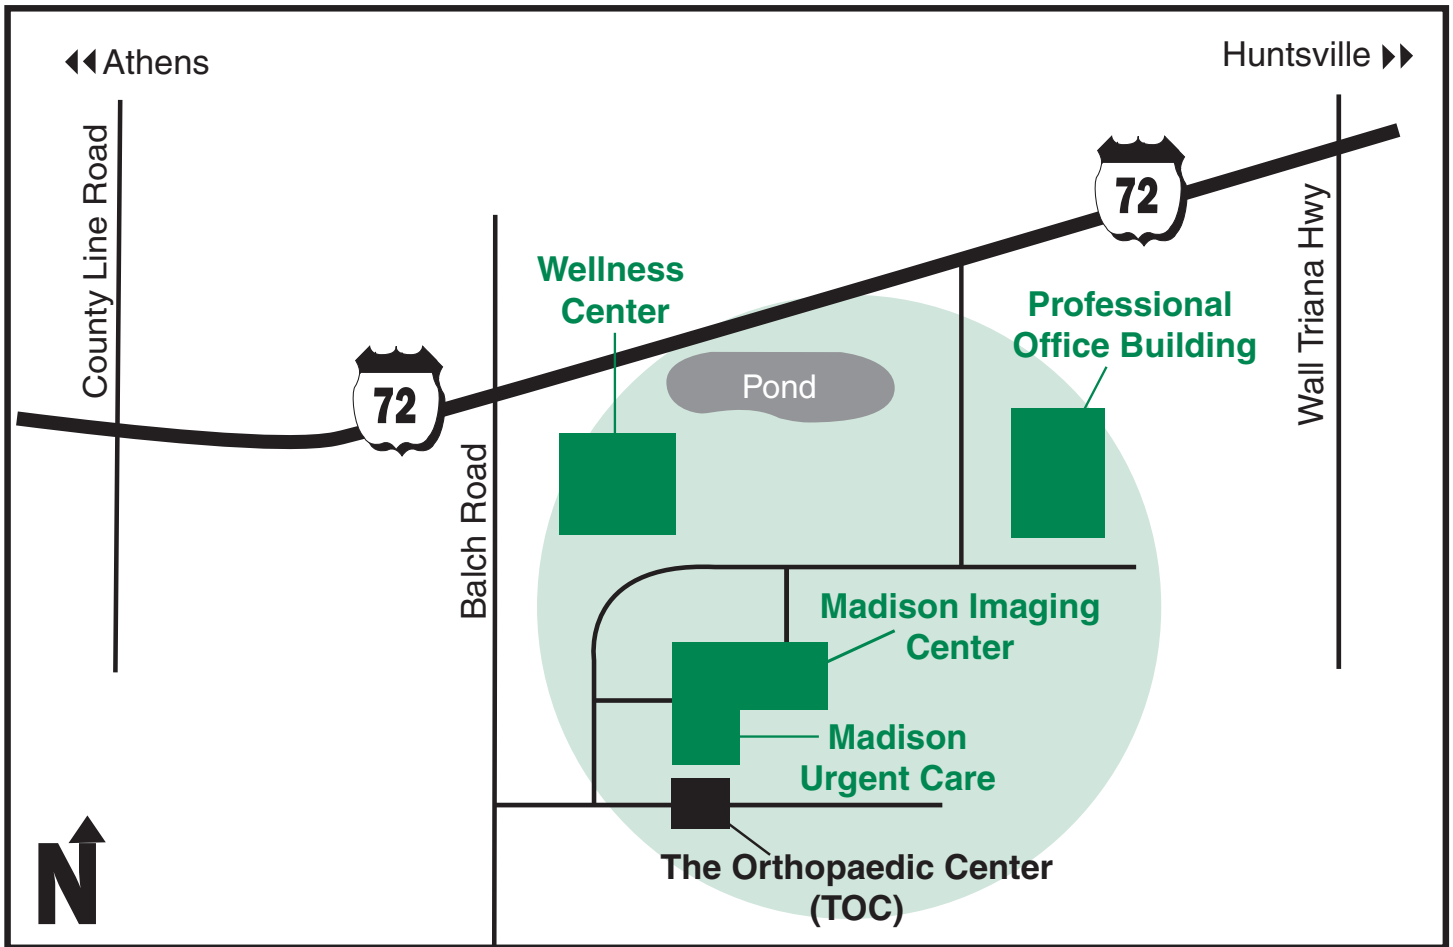 Athens
Huntsville
County Line Road
72
Wall Triana Hwy
Wellness
Center
Professional
Office Building
72
Pond
Balch Road
Madison Imaging
Center
Madison
Urgent Care
The Orthopaedic Center
(TOC)
N